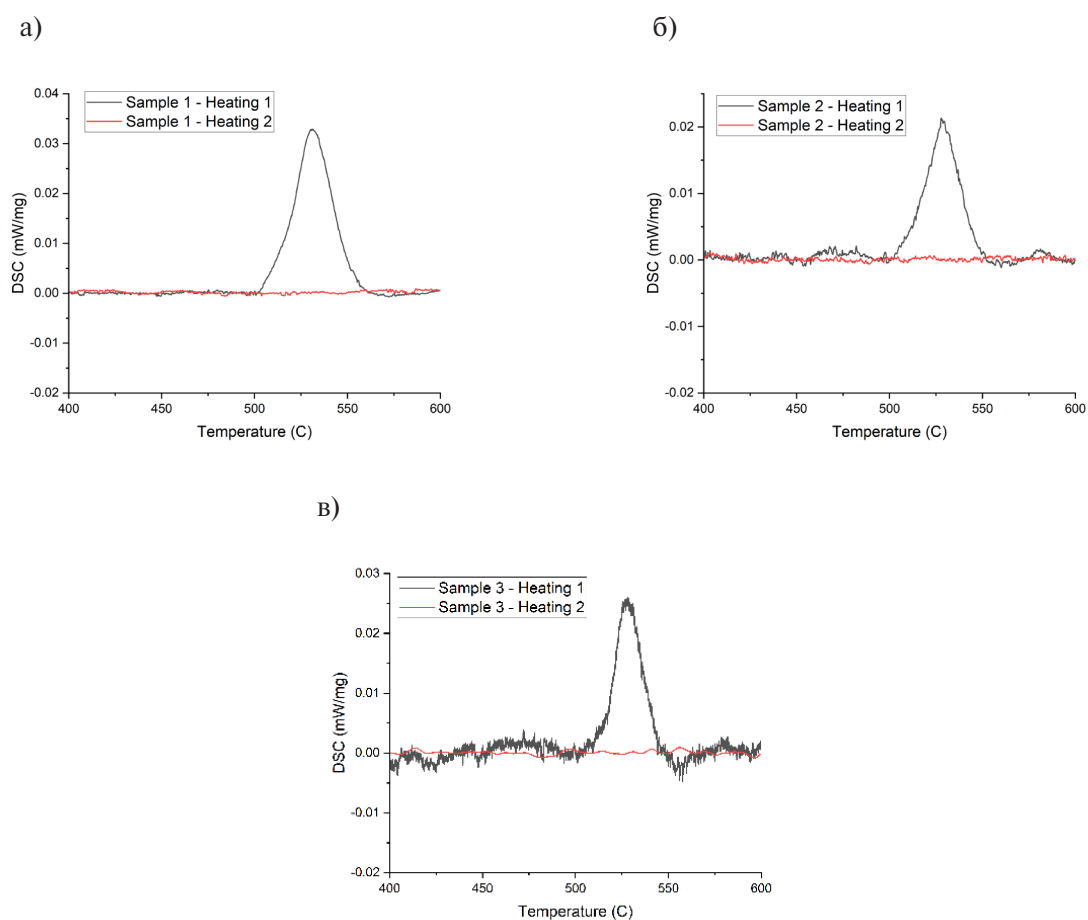 а)
Sample 1 - Heating 1
Sample 1 - Heating 2
0.04
0.03
0.02
0.01
0.00
-0.01
-0.02
DSC (mW/mg)
400 450 500 550 600
Temperature (C)
б)
Sample 2 - Heating 1
Sample 2 - Heating 2
0.02
0.01
0.00
-0.01
-0.02
DSC (mW/mg)
400 450 500 550 600
Temperature (C)
в)
Sample 3 - Heating 1
Sample 3 - Heating 2
0.03
0.02
0.01
0.00
-0.01
-0.02
DSC (mW/mg)
400 450 500 550 600
Temperature (C)